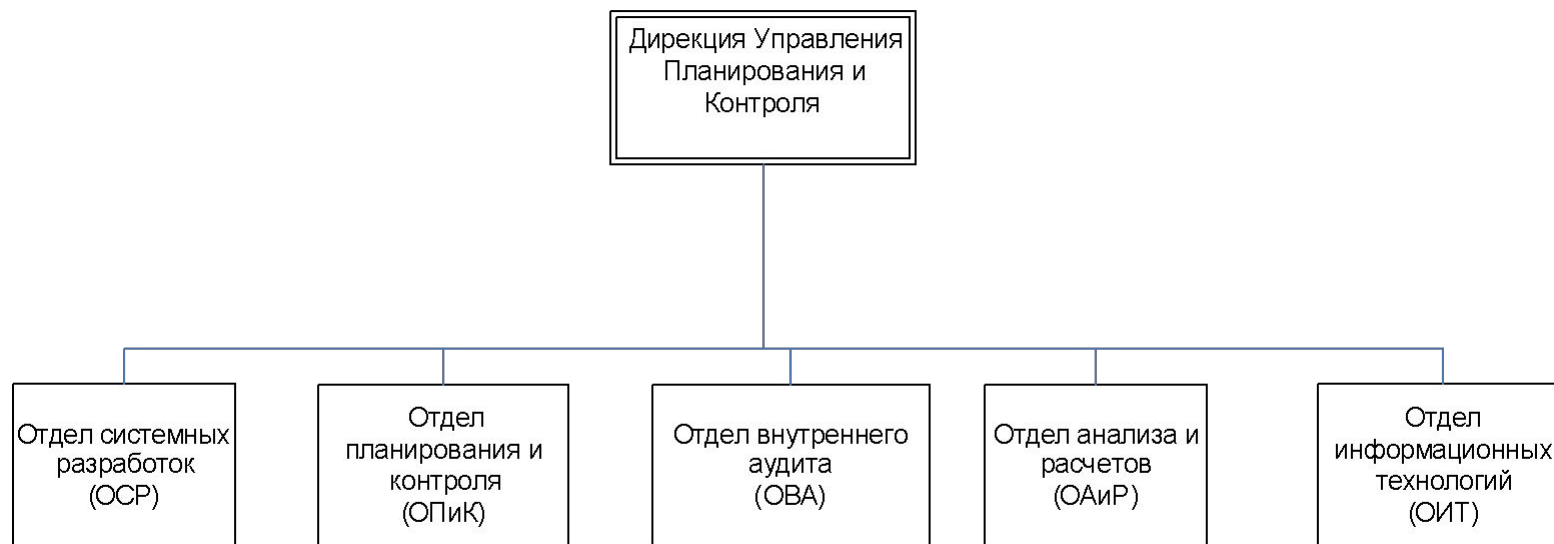 Дирекция Управления
Планирования и
Контроля
Отдел системных
разработок
(ОСР)
Отдел
планирования и
контроля
(ОПиК)
Отдел внутреннего
аудита
(ОВА)
Отдел анализа и
расчетов
(ОАиР)
Отдел
информационных
технологий
(ОИТ)